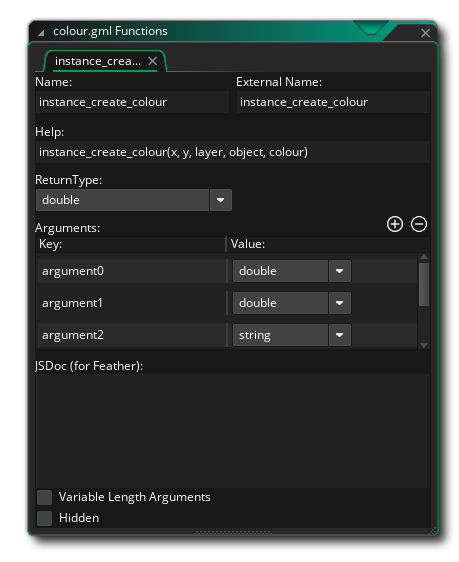 colour.gml Functions
instance_crea...
Name: External Name:
instance_create_colour instance_create_colour
Help:
instance_create_colour(x, y, layer, object, colour)
ReturnType:
double
Arguments:
Key: Value:
argument0 double
argument1 double
argument2 string
JSDoc (for Feather):
Variable Length Arguments
Hidden